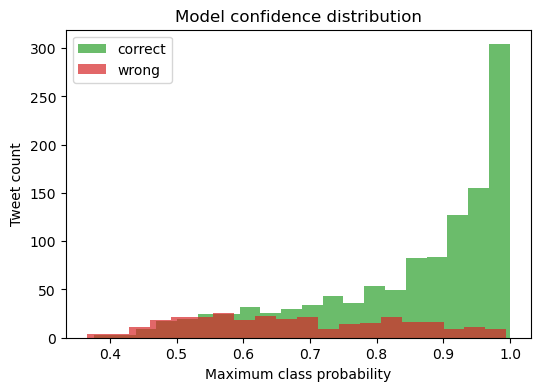 Model confidence distribution
correct
wrong
300
250
200
150
100
50
0
Tweet count
0.4 0.5 0.6 0.7 0.8 0.9 1.0
Maximum class probability